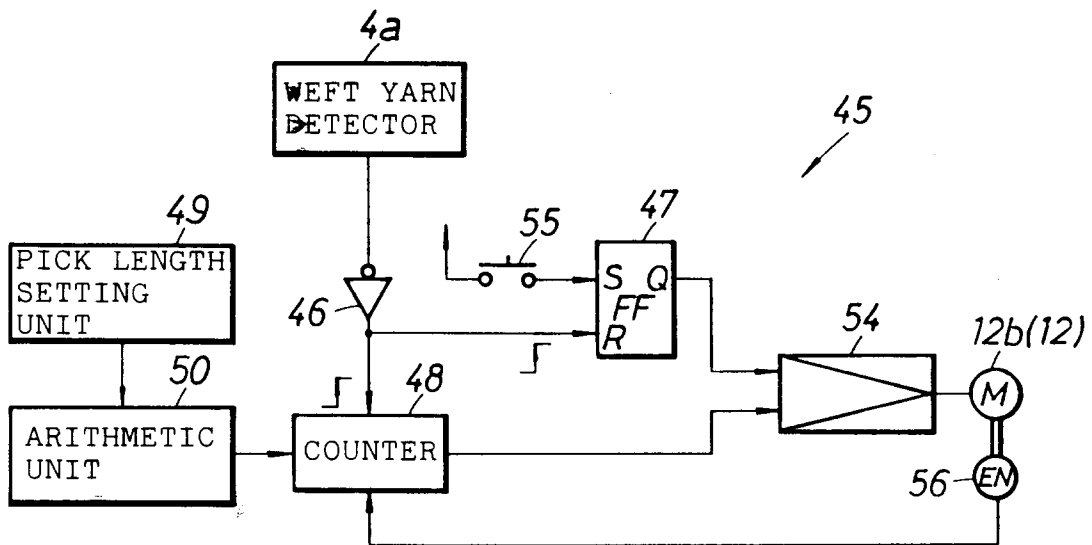 4a
WEFT YARN
DETECTOR
45
49
PICK LENGTH
SETTING
UNIT
46
55
47
S Q
FF
R
54
12b(12)
M
50
ARITHMETIC
UNIT
48
COUNTER
56
EN